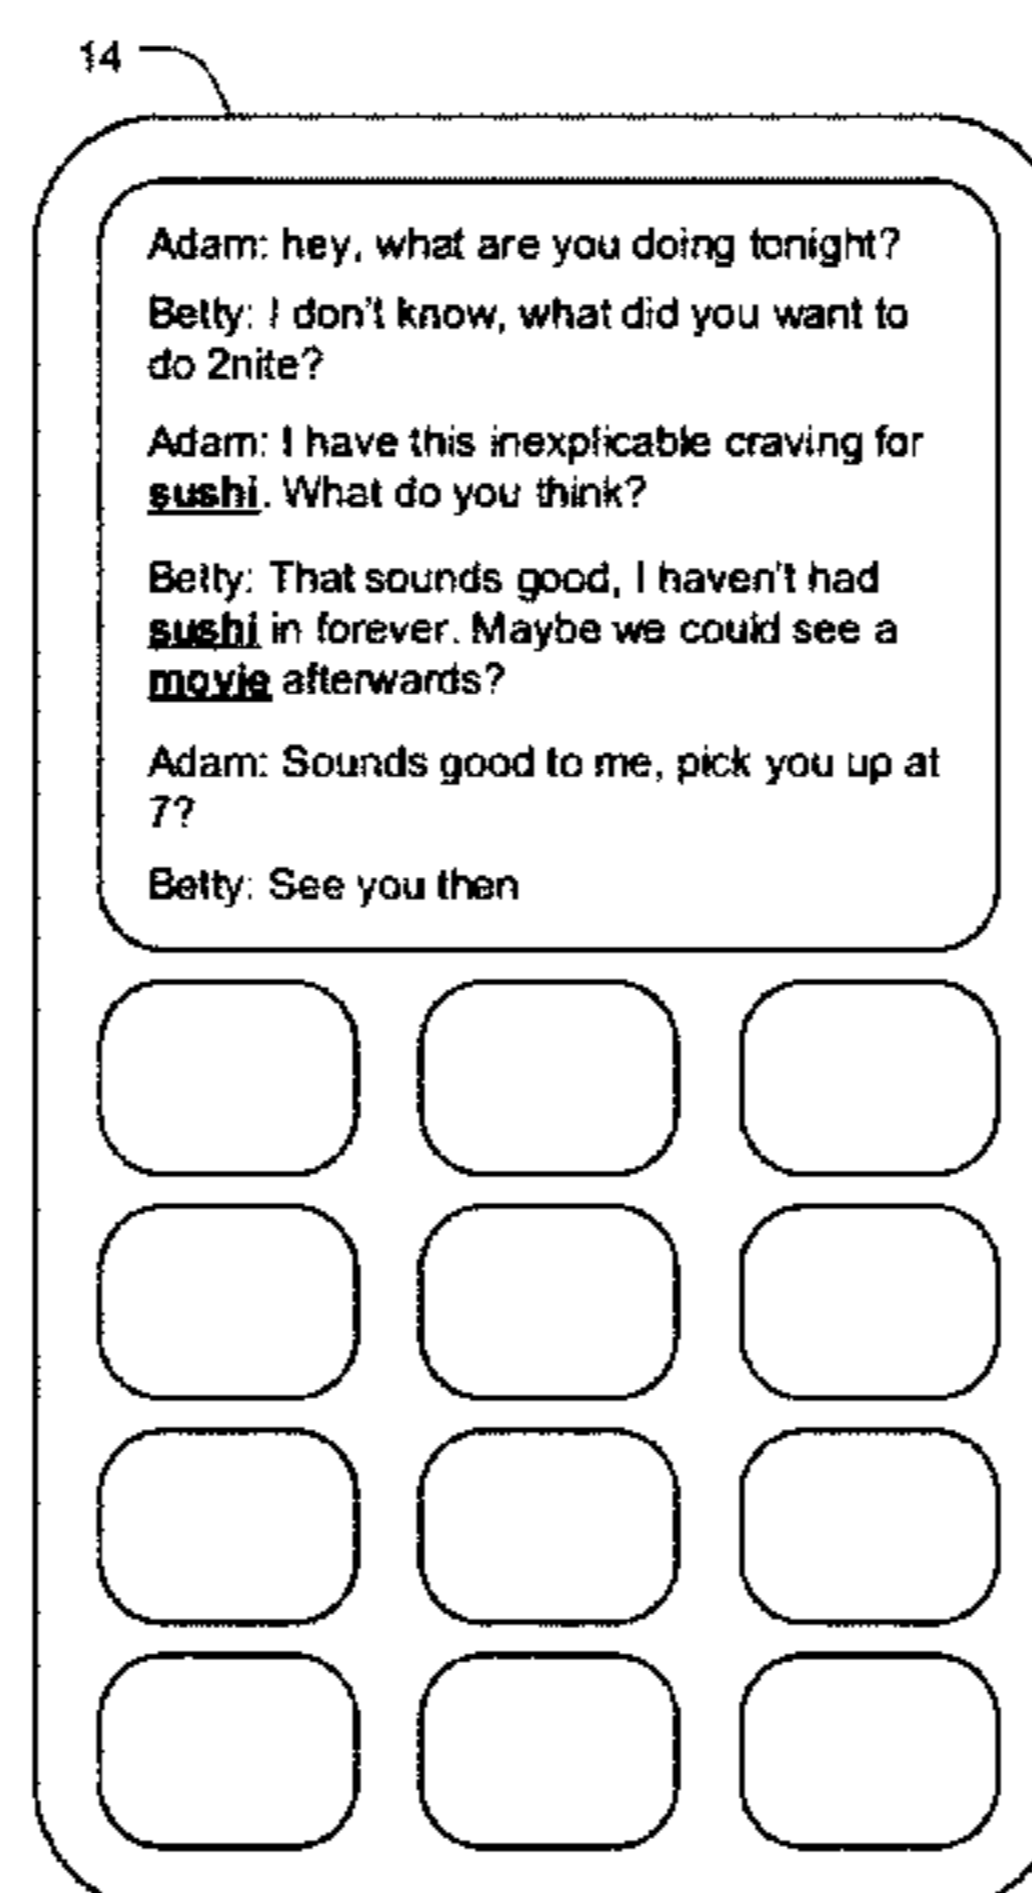 14
Adam: hey, what are you doing tonight?
Betty: I don't know, what did you want to
do 2nite?
Adam: I have this inexplicable craving for
sushi. What do you think?
Betty: That sounds good, I haven't had
sushi in forever. Maybe we could see a
movie afterwards?
Adam: Sounds good to me, pick you up at
7?
Betty: See you then